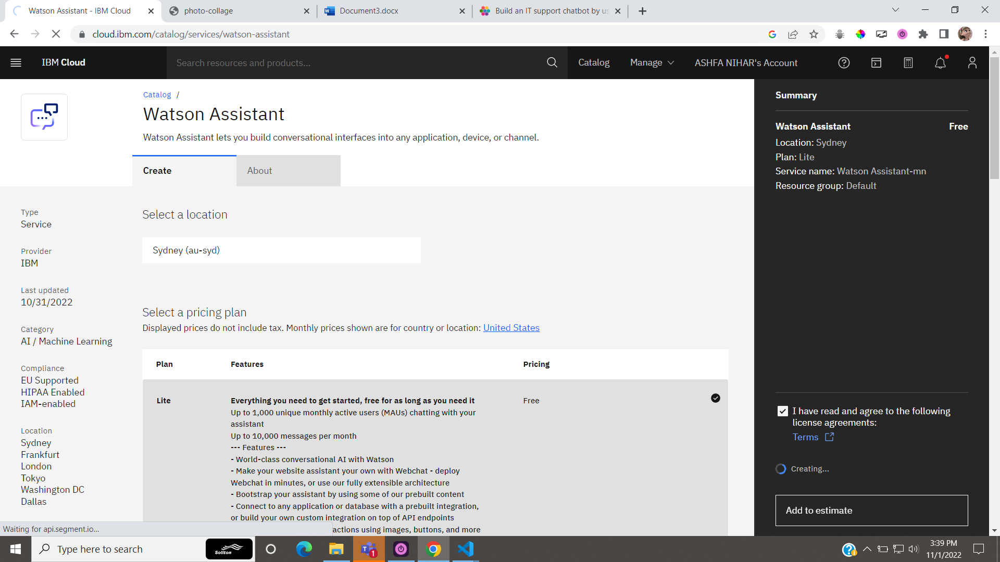 Watson Assistant - IBM Cloud
photo-collage
Document3.docx
Build an IT support chatbot by us
cloud.ibm.com/catalog/services/watson-assistant
IBM Cloud
Search resources and products...
Catalog
Manage
ASHFA NIHAR's Account
Catalog /
Watson Assistant
Watson Assistant lets you build conversational interfaces into any application, device, or channel.
Create
About
Type
Service
Provider
IBM
Last updated
10/31/2022
Category
AI / Machine Learning
Compliance
EU Supported
HIPAA Enabled
IAM-enabled
Location
Sydney
Frankfurt
London
Tokyo
Washington DC
Dallas
Select a location
Sydney (au-syd)
Select a pricing plan
Displayed prices do not include tax. Monthly prices shown are for country or location: United States
Plan
Features
Pricing
Lite
Everything you need to get started, free for as long as you need it
Free
Up to 1,000 unique monthly active users (MAUs) chatting with your
assistant
Up to 10,000 messages per month
--- Features ---
- World-class conversational AI with Watson
- Make your website assistant your own with Webchat - deploy
Webchat in minutes, or use our fully extensible architecture
- Bootstrap your assistant by using some of our prebuilt content
- Connect to any application or database with a prebuilt integration,
or build your own custom integration on top of API endpoints
actions using images, buttons, and more
Summary
Watson Assistant
Free
Location: Sydney
Plan: Lite
Service name: Watson Assistant-mn
Resource group: Default
I have read and agree to the following
license agreements:
Terms
Creating...
Add to estimate
Waiting for api.segment.io...
Type here to search
Soliton
1
3:39 PM
11/1/2022